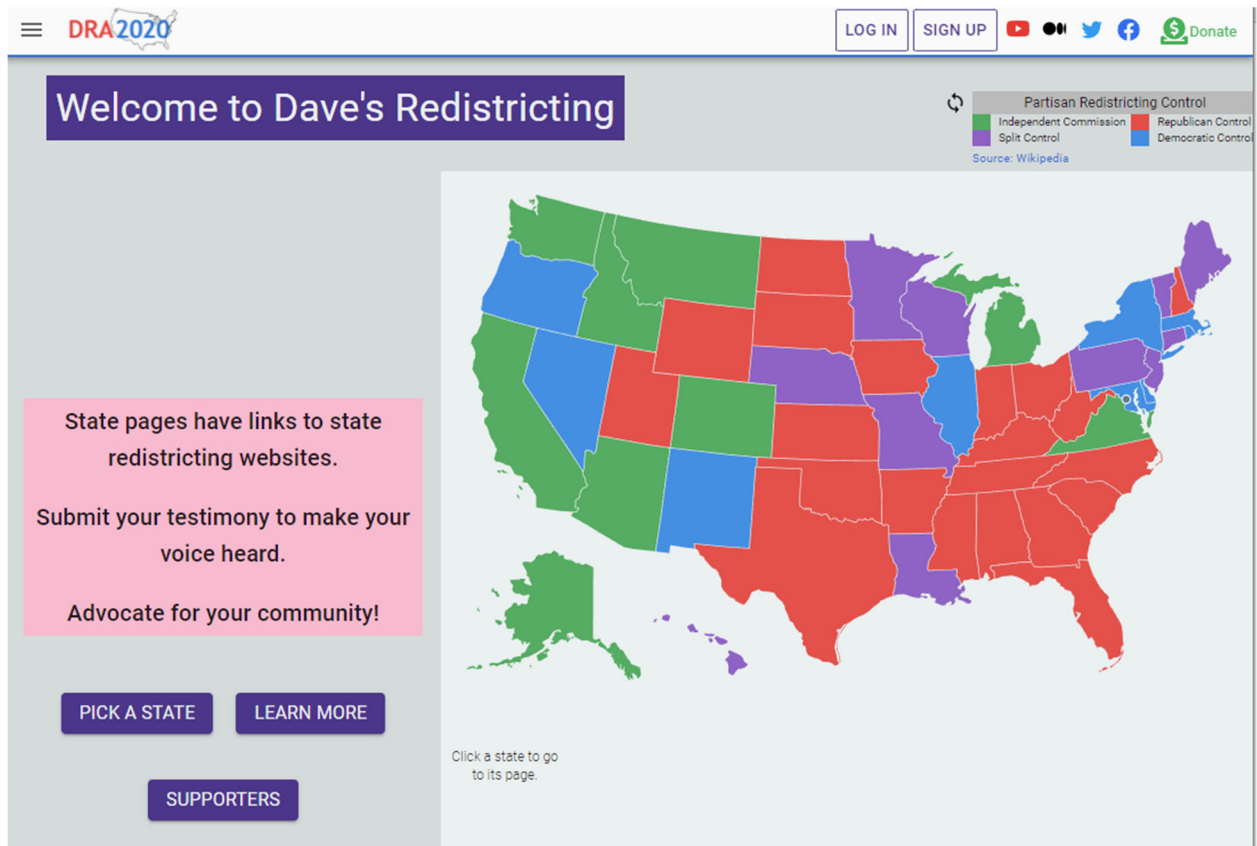 DRA2020
LOG IN
SIGN UP
Donate
Welcome to Dave's Redistricting
Partisan Redistricting Control
Independent Commission
Republican Control
Split Control
Democratic Control
Source: Wikipedia
State pages have links to state
redistricting websites.
Submit your testimony to make your
voice heard.
Advocate for your community!
PICK A STATE
LEARN MORE
SUPPORTERS
Click a state to go
to its page.